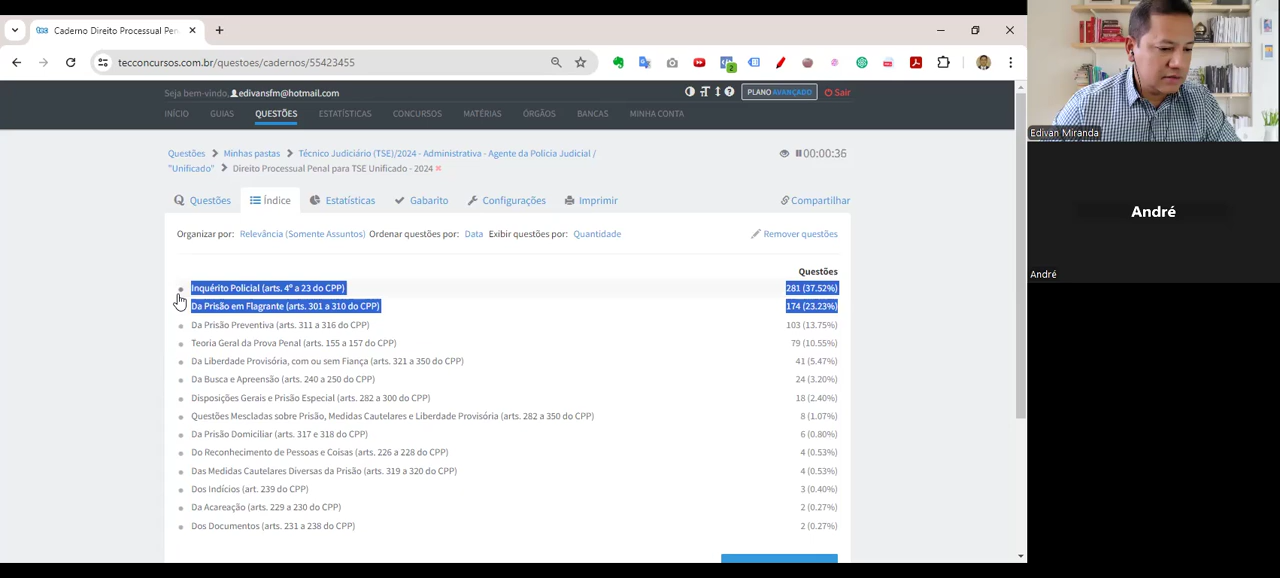 Caderno Direito Processual Pen
tecconcursos.com.br/questoes/cadernos/55423455
2
Seja bem-vindo, edivansfm@hotmail.com
PLANO AVANÇADO
Sair
INÍCIO GUIAS QUESTÕES ESTATÍSTICAS CONCURSOS MATÉRIAS ÓRGÃOS BANCAS MINHA CONTA
Questões > Minhas pastas > Técnico Judiciário (TSE)/2024 - Administrativa - Agente da Polícia Judicial /
"Unificado" > Direito Processual Penal para TSE Unificado - 2024
00:00:36
Questões Índice Estatísticas Gabarito Configurações Imprimir Compartilhar
Organizar por: Relevância (Somente Assuntos) Ordenar questões por: Data Exibir questões por: Quantidade Remover questões
Questões
Inquérito Policial (arts. 4º a 23 do CPP) 281 (37.52%)
Da Prisão em Flagrante (arts. 301 a 310 do CPP) 174 (23.23%)
Da Prisão Preventiva (arts. 311 a 316 do CPP) 103 (13.75%)
Teoria Geral da Prova Penal (arts. 155 a 157 do CPP) 79 (10.55%)
Da Liberdade Provisória, com ou sem Fiança (arts. 321 a 350 do CPP) 41 (5.47%)
Da Busca e Apreensão (arts. 240 a 250 do CPP) 24 (3.20%)
Disposições Gerais e Prisão Especial (arts. 282 a 300 do CPP) 18 (2.40%)
Questões Mescladas sobre Prisão, Medidas Cautelares e Liberdade Provisória (arts. 282 a 350 do CPP) 8 (1.07%)
Da Prisão Domiciliar (arts. 317 e 318 do CPP) 6 (0.80%)
Do Reconhecimento de Pessoas e Coisas (arts. 226 a 228 do CPP) 4 (0.53%)
Das Medidas Cautelares Diversas da Prisão (arts. 319 a 320 do CPP) 4 (0.53%)
Dos Indícios (art. 239 do CPP) 3 (0.40%)
Da Acareação (arts. 229 a 230 do CPP) 2 (0.27%)
Dos Documentos (arts. 231 a 238 do CPP) 2 (0.27%)
Edivan Miranda
André
André